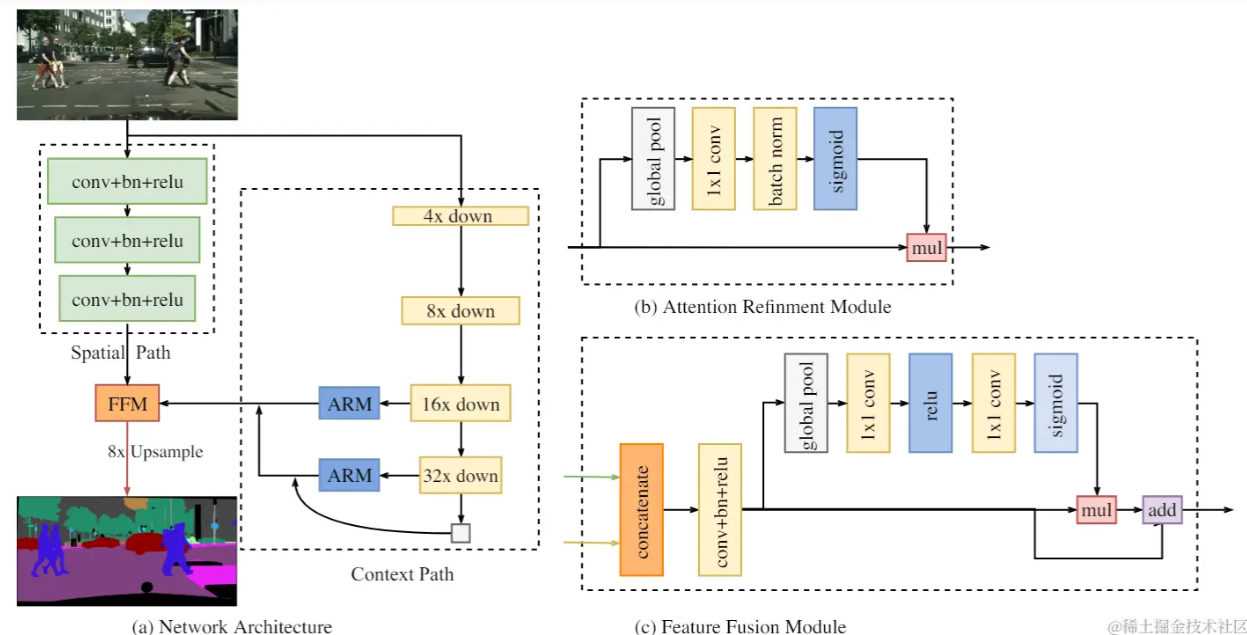 conv+bn+relu
conv+bn+relu
conv+bn+relu
Spatial Path
4x down
8x down
16x down
32x down
ARM
ARM
FFM
8x Upsample
Context Path
(a) Network Architecture
global pool
1x1 conv
batch norm
sigmoid
mul
(b) Attention Refinment Module
concatenate
conv+bn+relu
global pool
1x1 conv
relu
1x1 conv
sigmoid
mul
add
(c) Feature Fusion Module
@稀土掘金技术社区